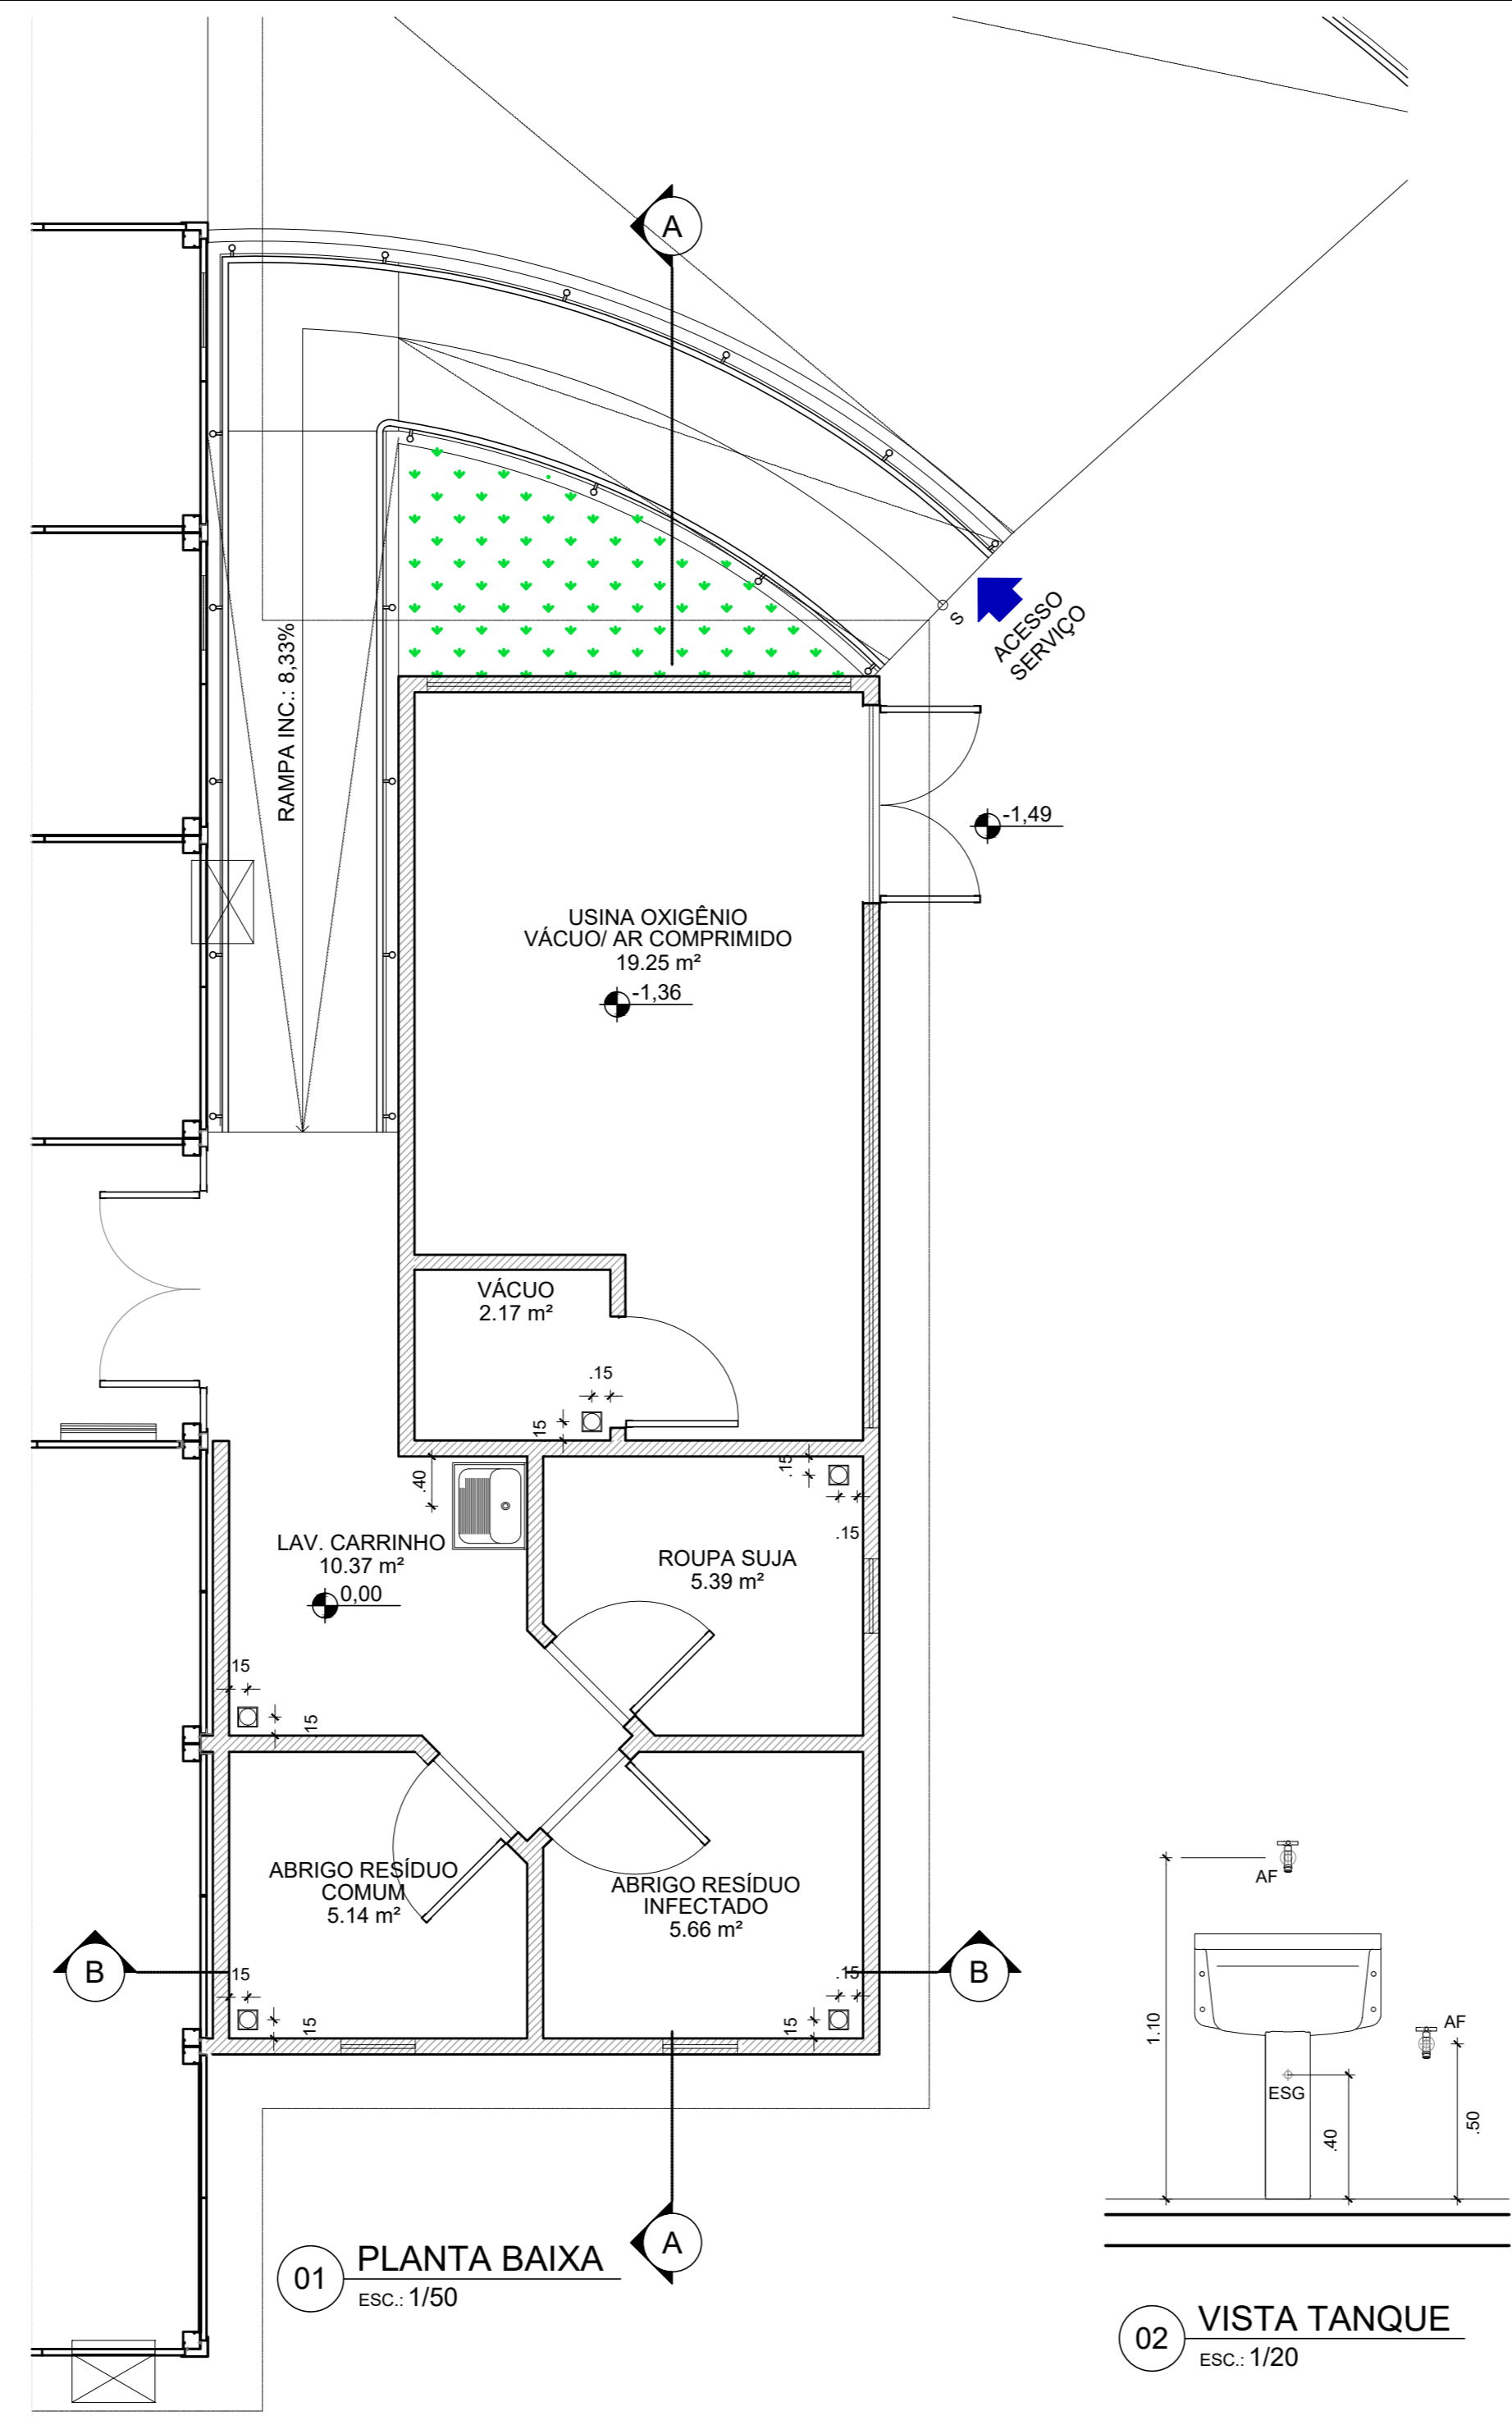 A
S
ACESSO
SERVIÇO
RAMPA INC.: 8,33%
-1,49
USINA OXIGÊNIO
VÁCUO/ AR COMPRIMIDO
19.25 m²
-1,36
VÁCUO
2.17 m²
.15
15
.40
.15
.15
LAV. CARRINHO
10.37 m²
0,00
ROUPA SUJA
5.39 m²
15
15
ABRIGO RESÍDUO
COMUM
5.14 m²
ABRIGO RESÍDUO
INFECTADO
5.66 m²
B
15
15
.15
15
B
AF
1.10
AF
ESG
.40
.50
A
01
PLANTA BAIXA
ESC.: 1/50
02
VISTA TANQUE
ESC.: 1/20